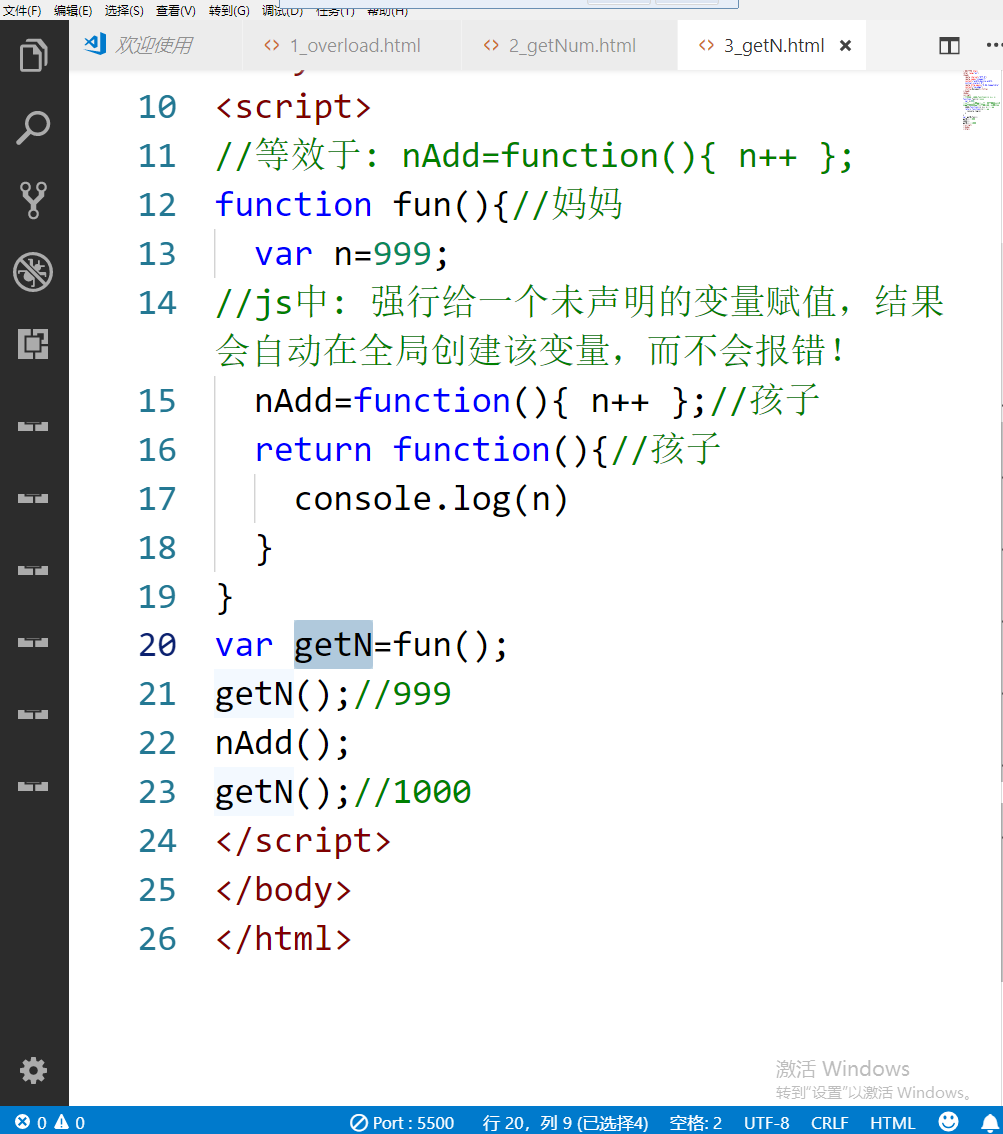 文件(F) 编辑(E) 选择(S) 查看(V) 转到(G) 调试(D) 任务(T) 帮助(H)
欢迎使用 <> 1_overload.html <> 2_getNum.html <> 3_getN.html ×
10 <script>
11 //等效于: nAdd=function(){ n++ };
12 function fun(){//妈妈
13 var n=999;
14 //js中: 强行给一个未声明的变量赋值，结果
会自动在全局创建该变量，而不会报错！
15 nAdd=function(){ n++ };//孩子
16 return function(){//孩子
17 console.log(n)
18 }
19 }
20 var getN=fun();
21 getN();//999
22 nAdd();
23 getN();//1000
24 </script>
25 </body>
26 </html>
激活 Windows
转到"设置"以激活 Windows。
0 0 Port : 5500 行 20，列 9 (已选择4) 空格: 2 UTF-8 CRLF HTML